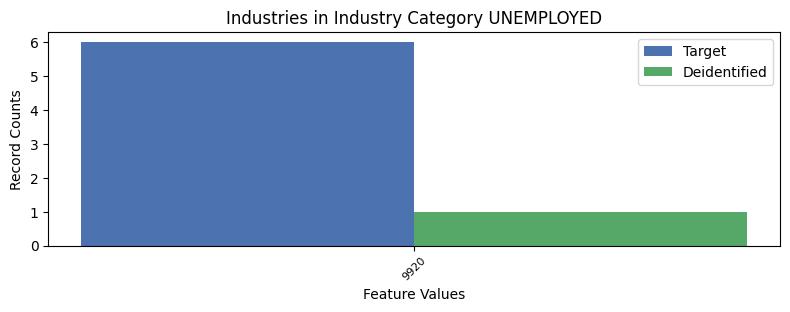 Industries in Industry Category UNEMPLOYED
Target
Deidentified
Record Counts
6
5
4
3
2
1
0
9920
Feature Values